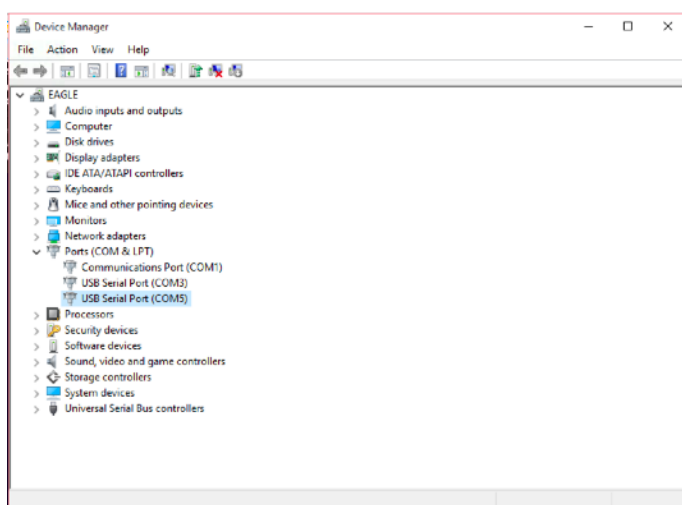 Device Manager
File Action View Help
EAGLE
Audio inputs and outputs
Computer
Disk drives
Display adapters
IDE ATA/ATAPI controllers
Keyboards
Mice and other pointing devices
Monitors
Network adapters
Ports (COM & LPT)
Communications Port (COM1)
USB Serial Port (COM3)
USB Serial Port (COM5)
Processors
Security devices
Software devices
Sound, video and game controllers
Storage controllers
System devices
Universal Serial Bus controllers